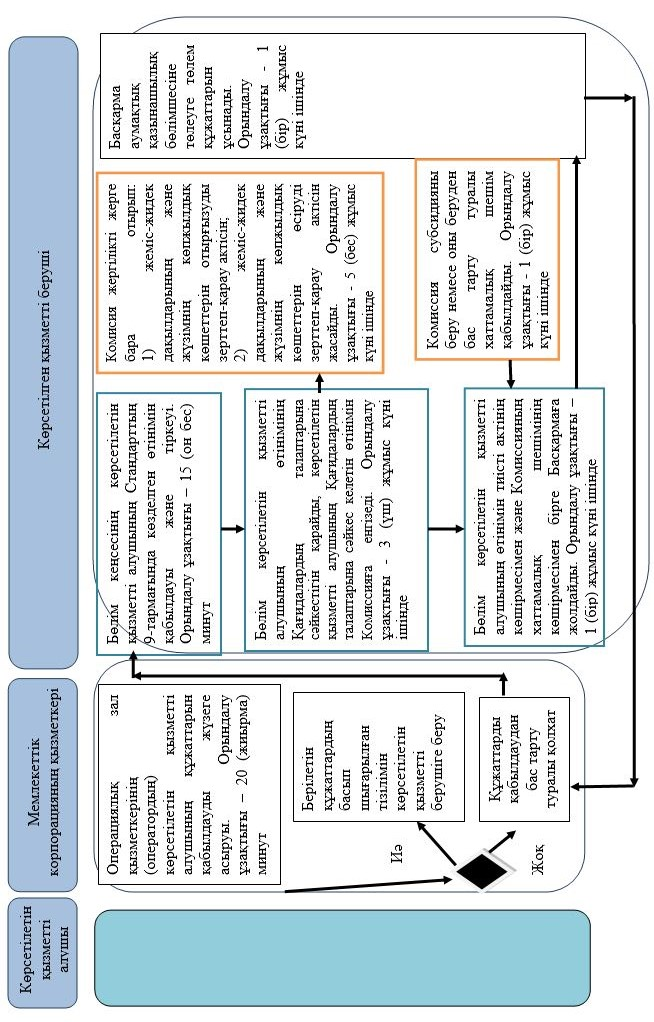 Көрсетілетін
қызметті
алушы
Мемлекеттік
корпорацияның қызметкері
Көрсетілген қызметті беруші
Операциялық зал
қызметкерінің
(оператордың)
көрсетілетін қызметті
алушының құжаттарын
қабылдауды жүзеге
асыруы. Орындалу
ұзақтығы – 20 (жиырма)
минут
Иә
Жоқ
Берілетін
құжаттардың
басып
шығарылған
тізілімін
көрсетілетін
қызметті
берушіге беру
Құжаттарды
қабылдаудан
бас тарту
туралы қолхат
Бөлім кеңсесінің көрсетілетін
қызметті алушының Стандарттың
9-тармағында көзделген өтінімін
қабылдауы және тіркеуі.
Орындалу ұзақтығы – 15 (он бес)
минут
Бөлім көрсетілетін қызметті
алушының өтінімінің
Қағидалардың талаптарына
сәйкестігін қарайды, көрсетілетін
қызметті алушының Қағидалардың
талаптарына сәйкес келетін өтінімін
Комиссияға енгізеді. Орындалу
ұзақтығы - 3 (үш) жұмыс күні
ішінде
Бөлім көрсетілетін қызметті
алушының өтінімін тиісті актінің
көшірмесімен және Комиссияның
хаттамалық шешімінің
көшірмесімен бірге Басқармаға
жолдайды. Орындалу ұзақтығы –
1 (бір) жұмыс күні ішінде
Комисия жергілікті жерге
бара отырып:
1) жеміс-жидек
дақылдарының және
жүзімнің көпжылдық
көшеттерін отырғызуды
зерттеп-қарау актісін;
2) жеміс-жидек
дақылдарының және
жүзімнің көпжылдық
көшеттерін өсіруді
зерттеп-қарау актісін
жасайды. Орындалу
ұзақтығы - 5 (бес) жұмыс
күні ішінде
Комиссия субсидияны
беру немесе оны беруден
бас тарту туралы
хаттамалық шешім
қабылдайды. Орындалу
ұзақтығы - 1 (бір) жұмыс
күні ішінде
Басқарма
аумақтық
қазынашылық
бөлімшесіне
төлеуге төлем
құжаттарын
ұсынады.
Орындалу
ұзақтығы - 1
(бір) жұмыс
күні ішінде